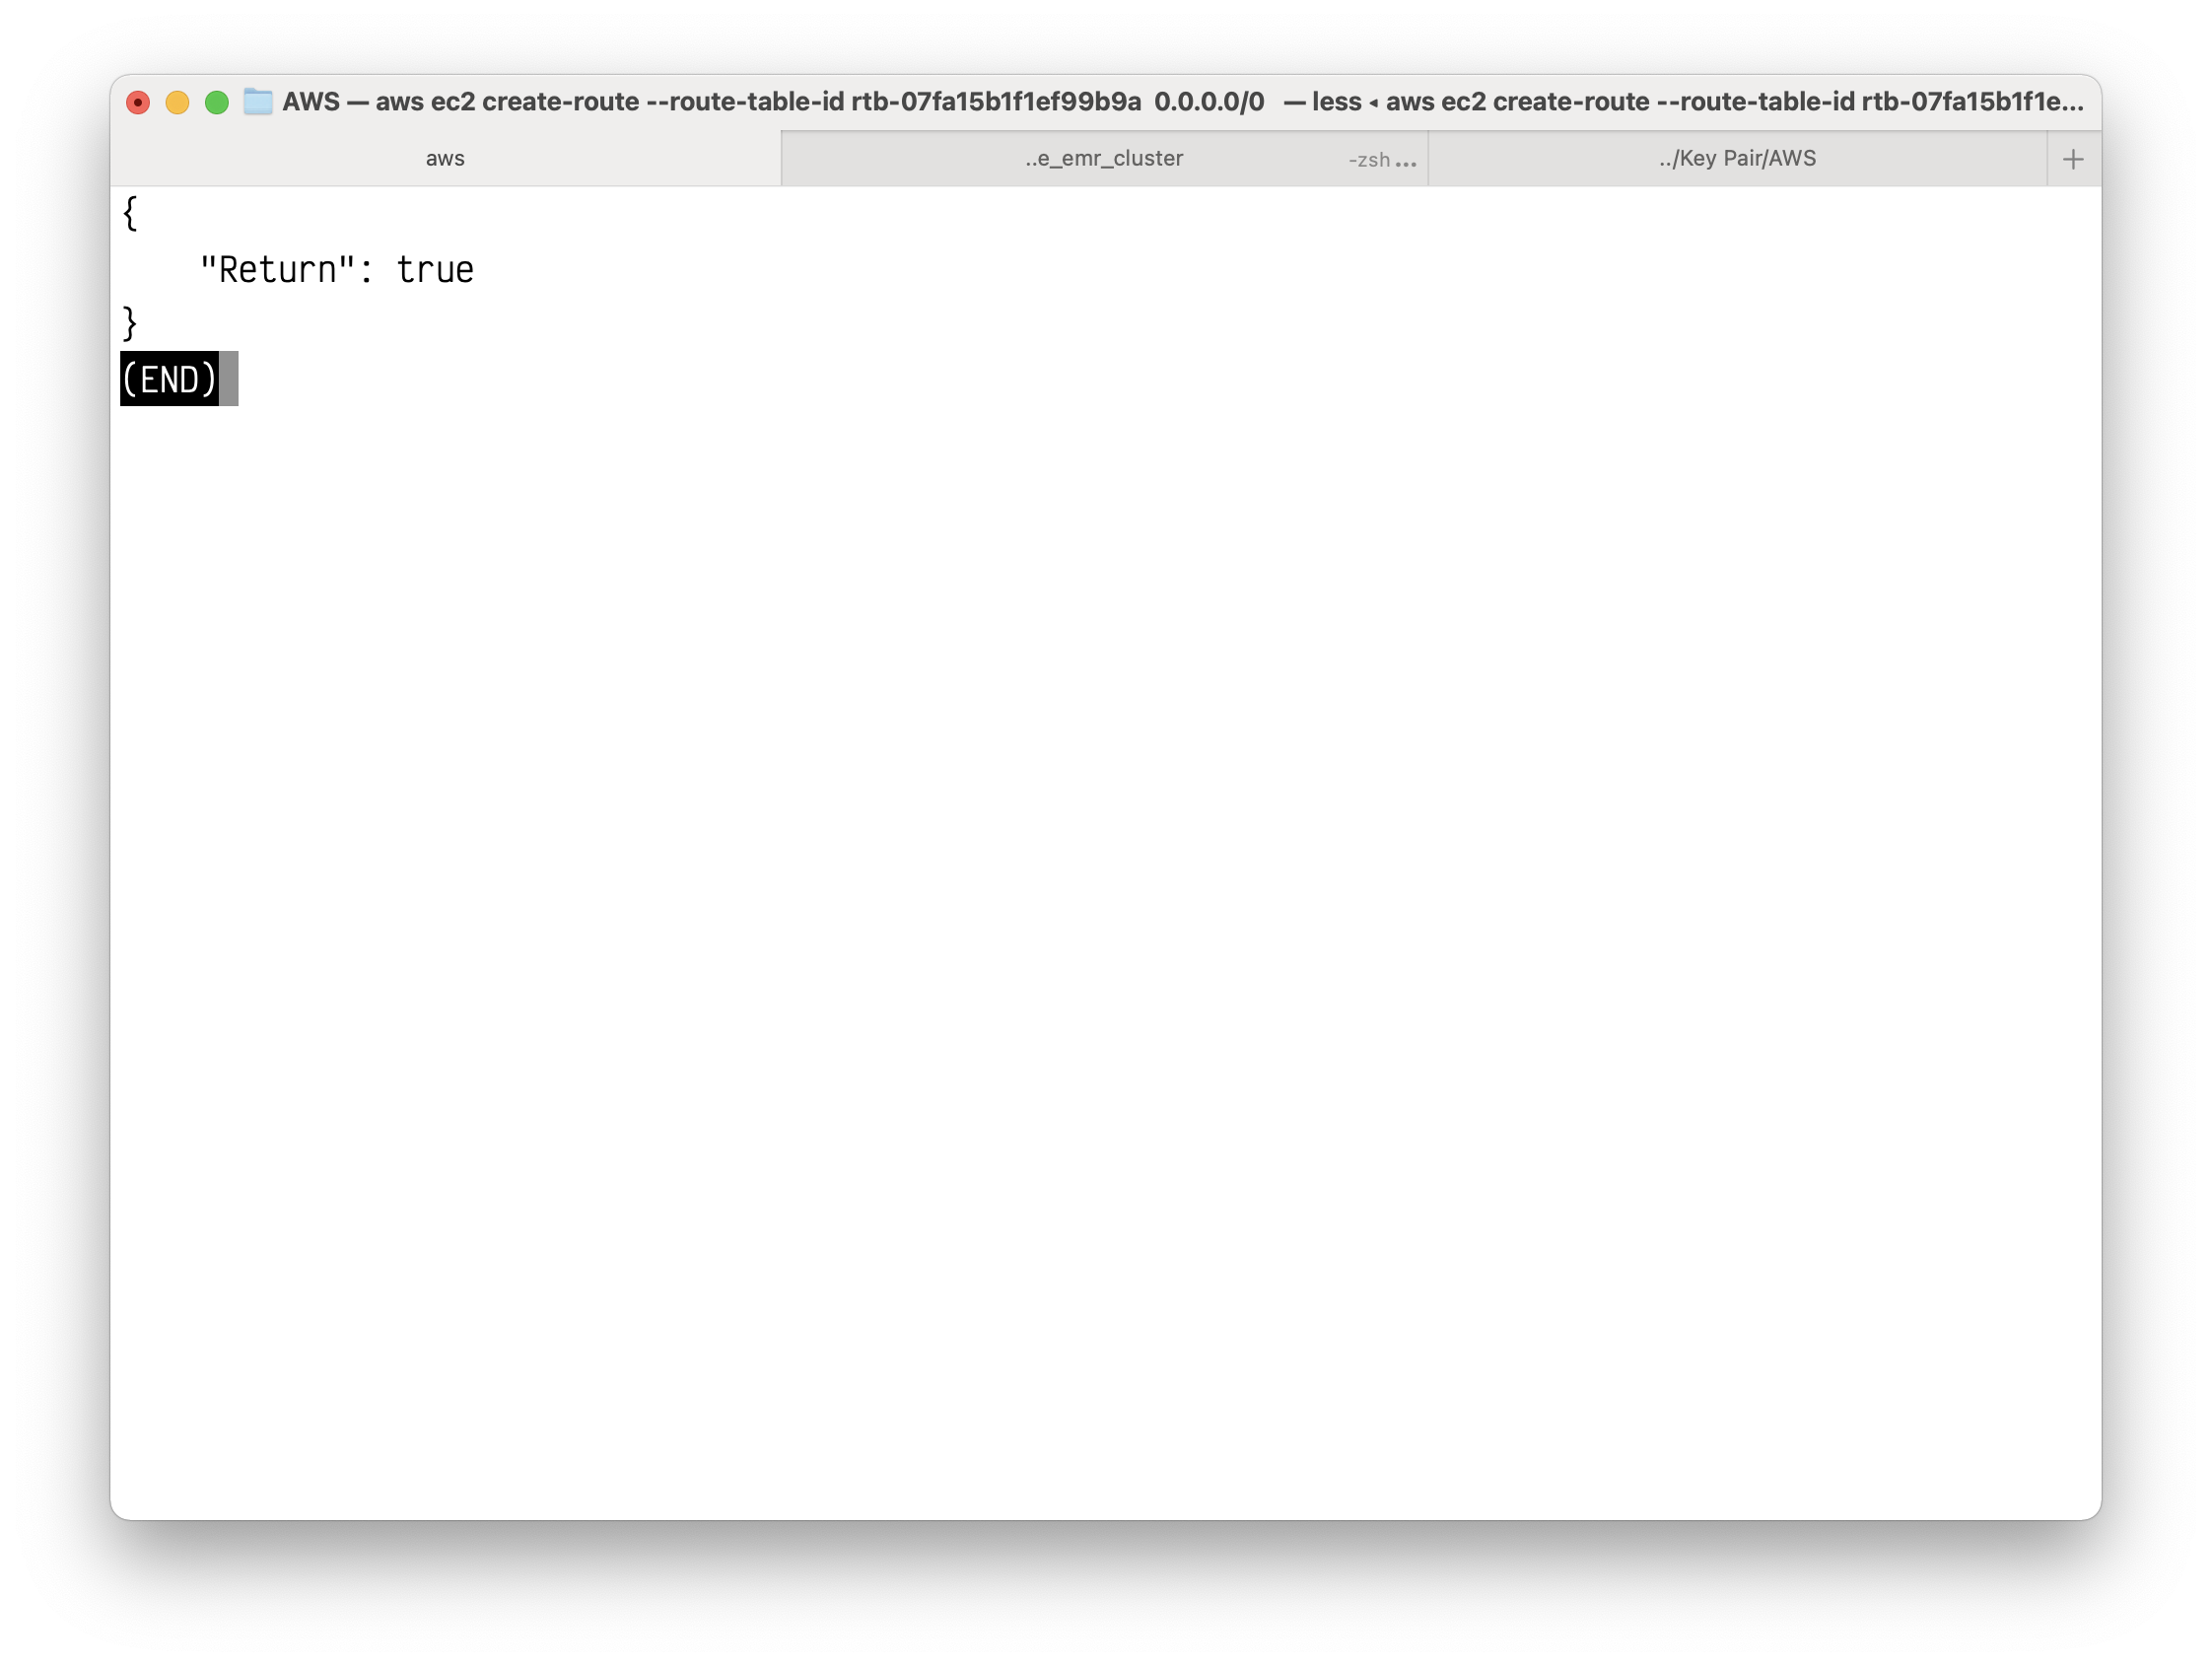 AWS — aws ec2 create-route --route-table-id rtb-07fa15b1f1ef99b9a 0.0.0.0/0 — less ◂ aws ec2 create-route --route-table-id rtb-07fa15b1f1e...
aws
..e_emr_cluster
-zsh ...
../Key Pair/AWS
+
{
    "Return": true
}
(END)